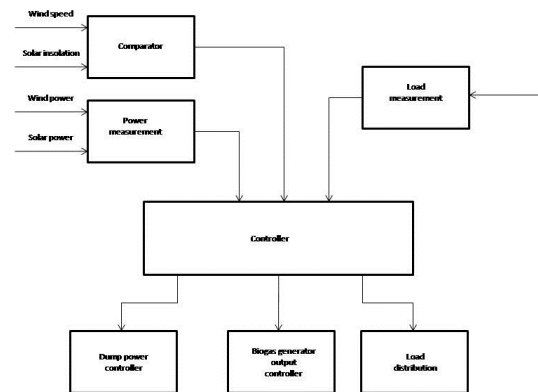 Wind speed
Comparator
Solar insolation
Wind power
Power
measurement
Solar power
Load
measurement
Controller
Dump power
controller
Biogas generator
output
controller
Load
distribution